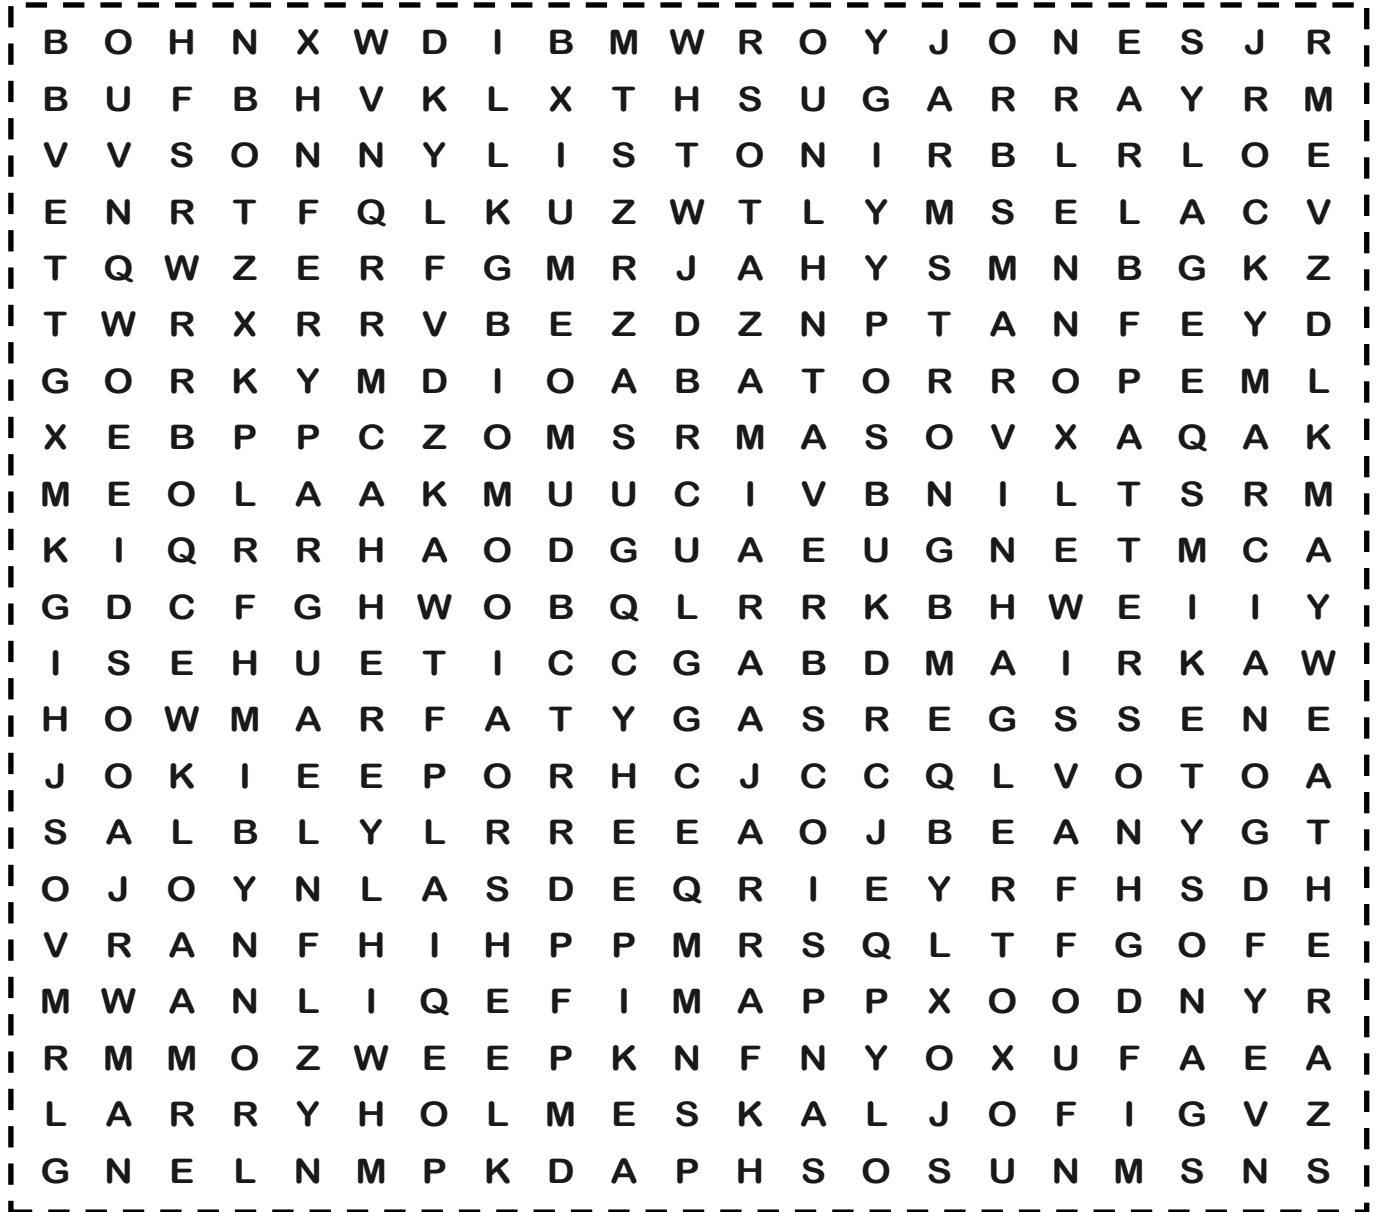 B O H N X W D I B M W R O Y J O N E S J R
B U F B H V K L X T H S U G A R R A Y R M
V V S O N N Y L I S T O N I R B L R L O E
E N R T F Q L K U Z W T L Y M S E L A C V
T Q W Z E R F G M R J A H Y S M N B G K Z
T W R X R R V B E Z D Z N P T A N F E Y D
G O R K Y M D I O A B A T O R R O P E M L
X E B P P C Z O M S R M A S O V X A Q A K
M E O L A A K M U U C I V B N I L T S R M
K I Q R R H A O D G U A E U G N E T M C A
G D C F G H W O B Q L R R K B H W E I I Y
I S E H U E T I C C G A B D M A I R K A W
H O W M A R F A T Y G A S R E G S S E N E
J O K I E E P O R H C J C C Q L V O T O A
S A L B L Y L R R E E A O J B E A N Y G T
O J O Y N L A S D E Q R I E Y R F H S D H
V R A N F H I H P P M R S Q L T F G O F E
M W A N L I Q E F I M A P P X O O D N Y R
R M M O Z W E E P K N F N Y O X U F A E A
L A R R Y H O L M E S K A L J O F I G V Z
G N E L N M P K D A P H S O S U N M S N S